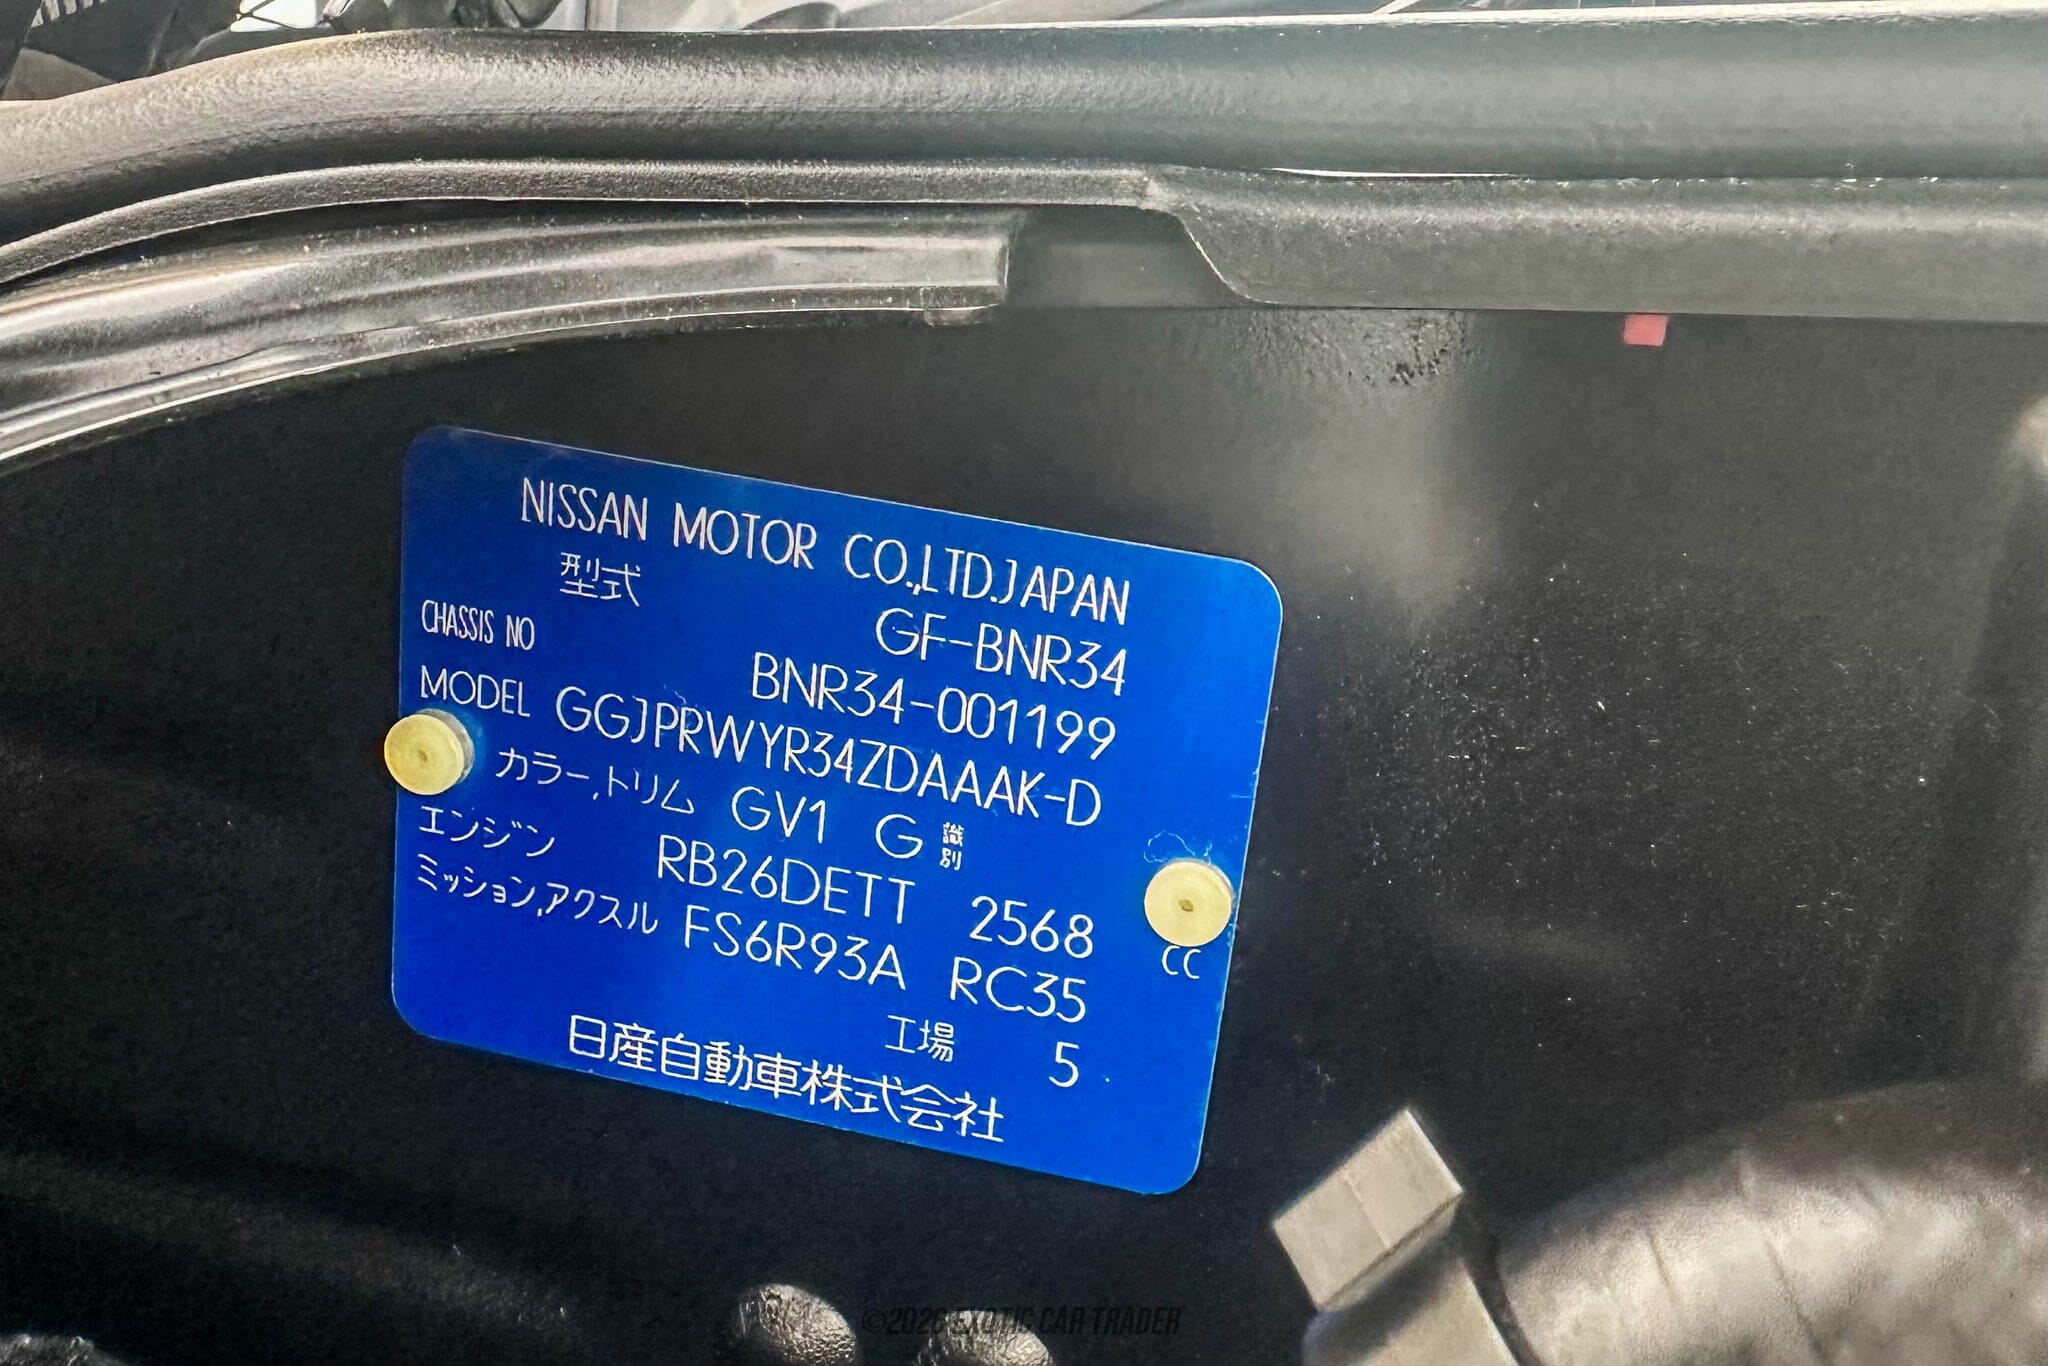 NISSAN MOTOR CO.,LTD.JAPAN
型式 GF-BNR34
CHASSIS NO BNR34-001199
MODEL GGJPRWYR34ZDAAAK-D
カラー,トリム GV1 G 識別
エンジン RB26DETT 2568 CC
ミッション,アクスル FS6R93A RC35
工場 5
日産自動車株式会社
©2026 EXOTIC CAR TRADER